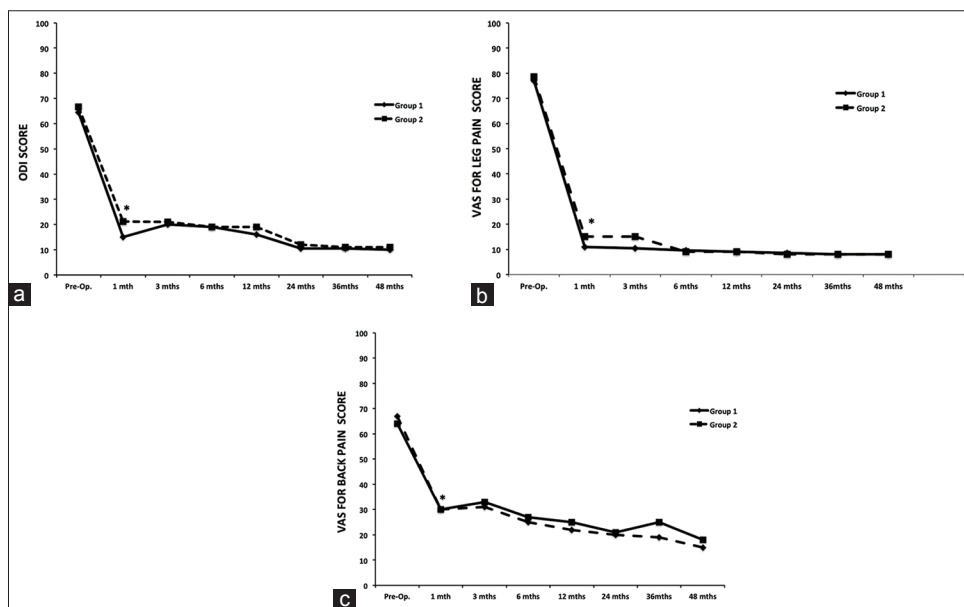 100
90
80
70
60
50
40
30
20
10
0
ODI SCORE
*
Group 1
Group 2
Pre-Op. 1 mth 3 mths 6 mths 12 mths 24 mths 36mths 48 mths
a
100
90
80
70
60
50
40
30
20
10
0
VAS FOR LEG PAIN SCORE
*
Group 1
Group 2
Pre-Op. 1 mth 3 mths 6 mths 12 mths 24 mths 36 mths 48 mths
b
100
90
80
70
60
50
40
30
20
10
0
VAS FOR BACK PAIN SCORE
*
Group 1
Group 2
Pre-Op. 1 mth 3 mths 6 mths 12 mths 24 mths 36mths 48 mths
c